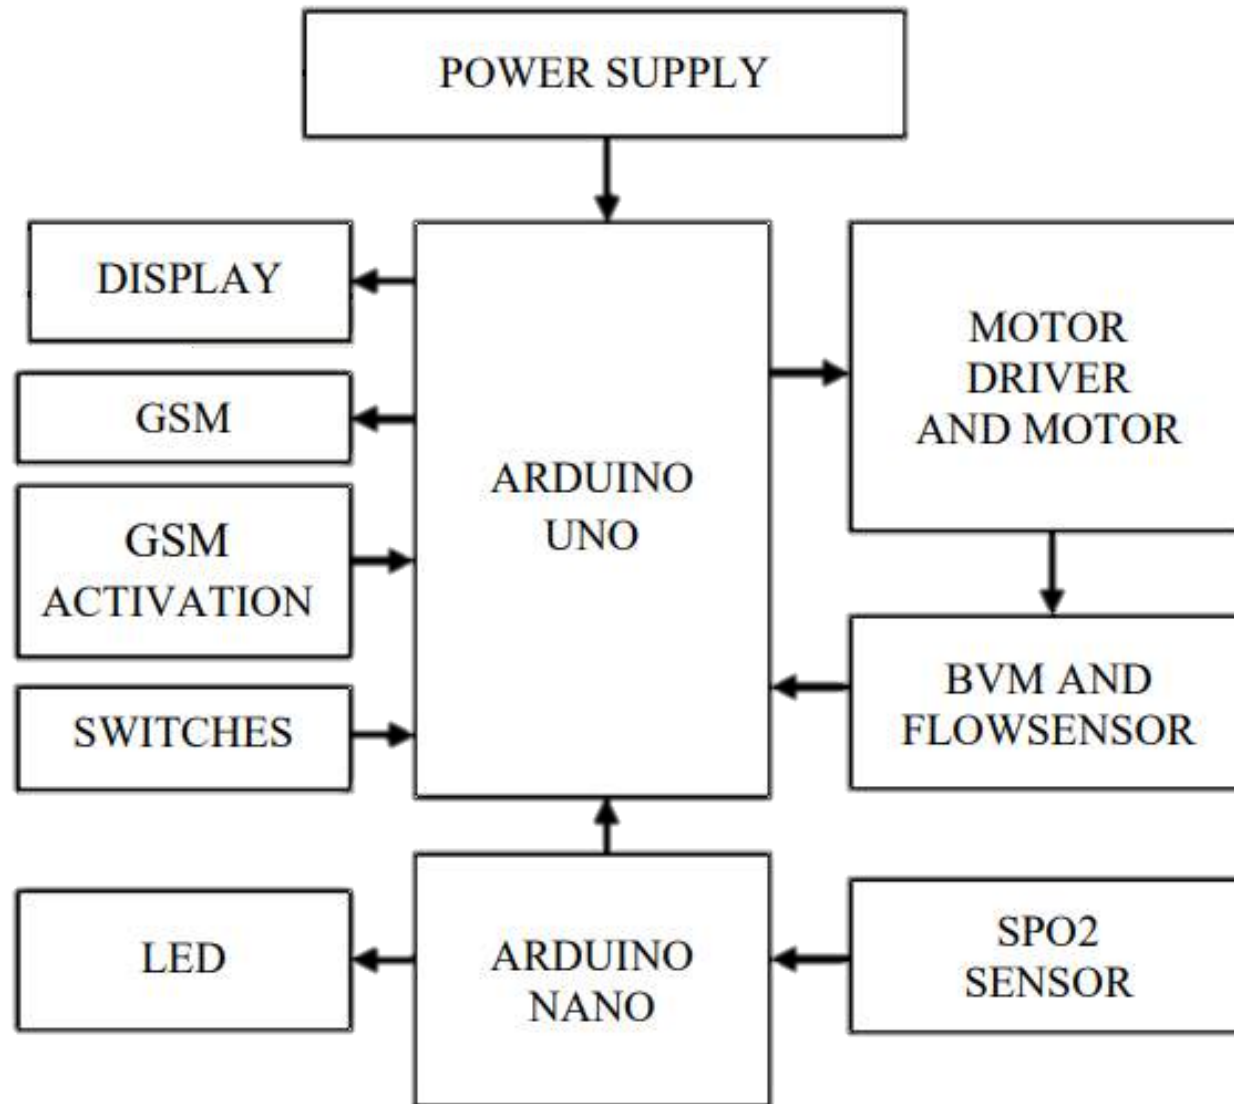 POWER SUPPLY
DISPLAY
GSM
GSM
ACTIVATION
SWITCHES
ARDUINO
UNO
MOTOR
DRIVER
AND MOTOR
BVM AND
FLOWSENSOR
LED
ARDUINO
NANO
SPO2
SENSOR